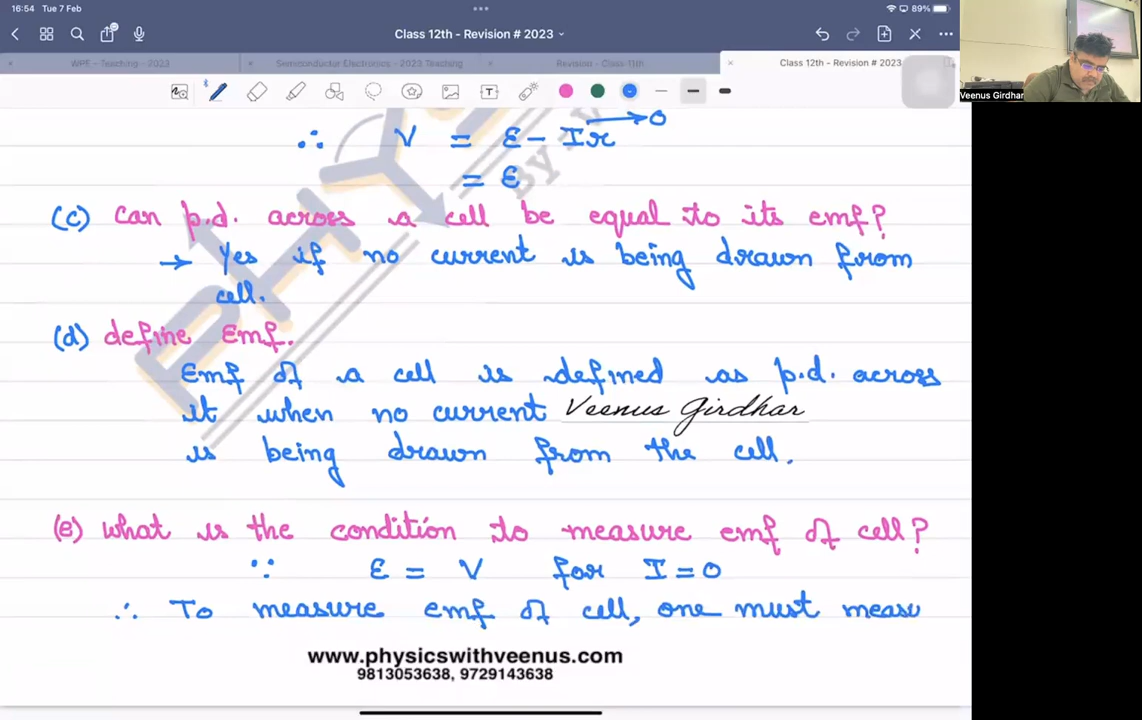 16:54 Tue 7 Feb
89%
Class 12th - Revision # 2023
WPE - Teaching - 2023
Semiconductor Electronics - 2023 Teaching
Revision - Class-11th
Class 12th - Revision # 2023
Veenus Girdhar
∴ V = ε - Ir → 0
= ε
(c) Can p.d. across a cell be equal to its emf?
→ Yes if no current is being drawn from
cell.
(d) define Emf.
Emf of a cell is defined as p.d. across
it when no current Veenus Girdhar
is being drawn from the cell.
(e) what is the condition to measure emf of cell?
∵ ε = V for I = 0
∴ To measure emf of cell, one must measu
www.physicswithveenus.com
9813053638, 9729143638
PHY
By